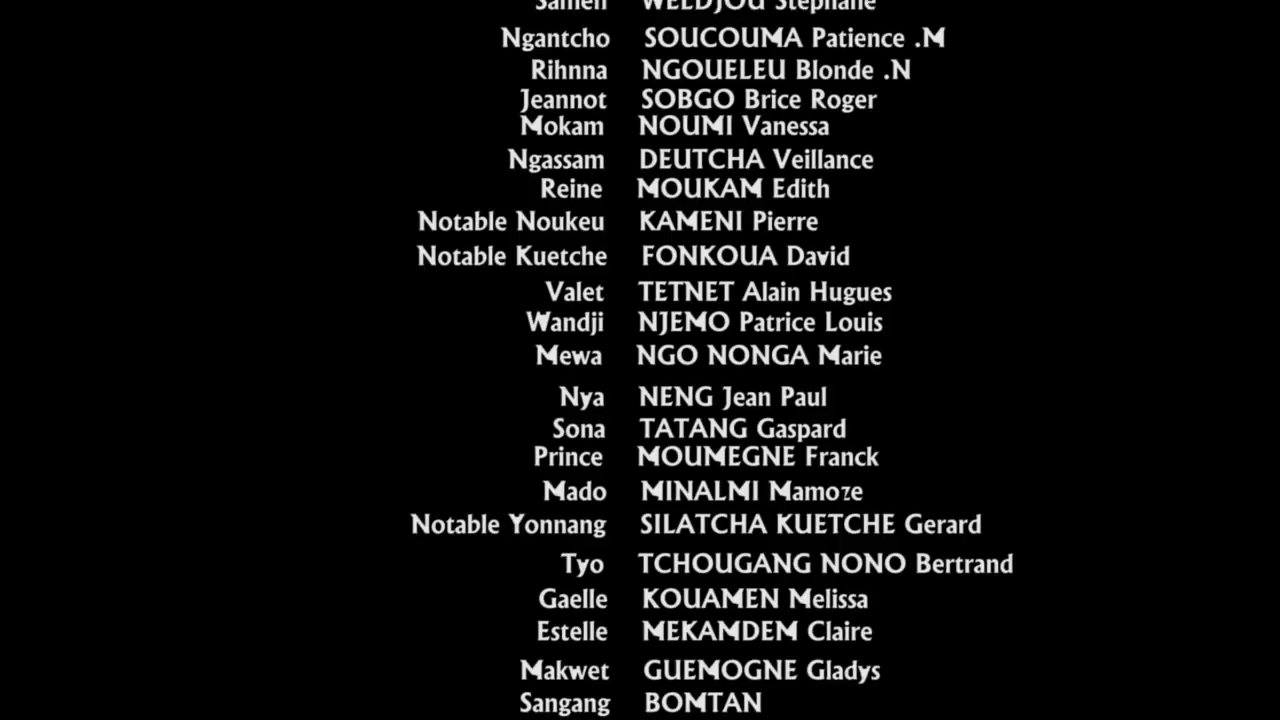 Samen WELDJOU Stephane
Ngantcho SOUCOUMA Patience .M
Rihnna NGOUELEU Blonde .N
Jeannot SOBGO Brice Roger
Mokam NOUMI Vanessa
Ngassam DEUTCHA Veillance
Reine MOUKAM Edith
Notable Noukeu KAMENI Pierre
Notable Kuetche FONKOUA David
Valet TETNET Alain Hugues
Wandji NJEMO Patrice Louis
Mewa NGO NONGA Marie
Nya NENG Jean Paul
Sona TATANG Gaspard
Prince MOUMEGNE Franck
Mado MINALMI Mamoze
Notable Yonnang SILATCHA KUETCHE Gerard
Tyo TCHOUGANG NONO Bertrand
Gaelle KOUAMEN Melissa
Estelle MEKAMDEM Claire
Makwet GUEMOGNE Gladys
Sangang BOMTAN